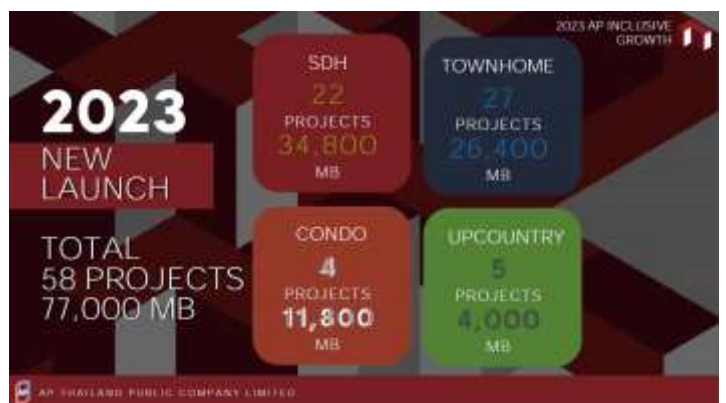 2023 AP INCLUSIVE
GROWTH
2023
NEW
LAUNCH
TOTAL
58 PROJECTS
77,000 MB
SDH
22
PROJECTS
34,800
MB
TOWNHOME
27
PROJECTS
26,400
MB
CONDO
4
PROJECTS
11,800
MB
UPCOUNTRY
5
PROJECTS
4,000
MB
AP THAILAND PUBLIC COMPANY LIMITED